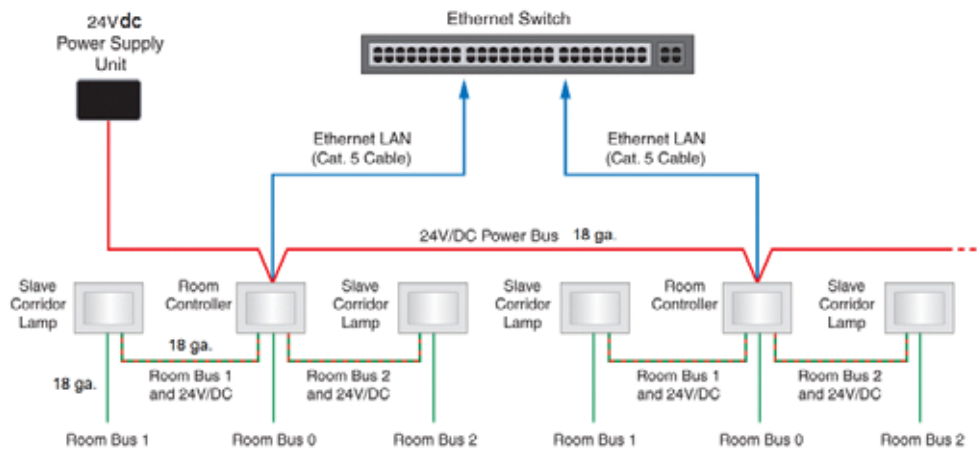 24Vdc
Power Supply
Unit
Ethernet Switch
Ethernet LAN
(Cat. 5 Cable)
Ethernet LAN
(Cat. 5 Cable)
24V/DC Power Bus 18 ga.
Slave
Corridor
Lamp
Room
Controller
Slave
Corridor
Lamp
Slave
Corridor
Lamp
Room
Controller
Slave
Corridor
Lamp
18 ga.
18 ga.
Room Bus 1
and 24V/DC
Room Bus 2
and 24V/DC
Room Bus 1
and 24V/DC
Room Bus 2
and 24V/DC
Room Bus 1
Room Bus 0
Room Bus 2
Room Bus 1
Room Bus 0
Room Bus 2